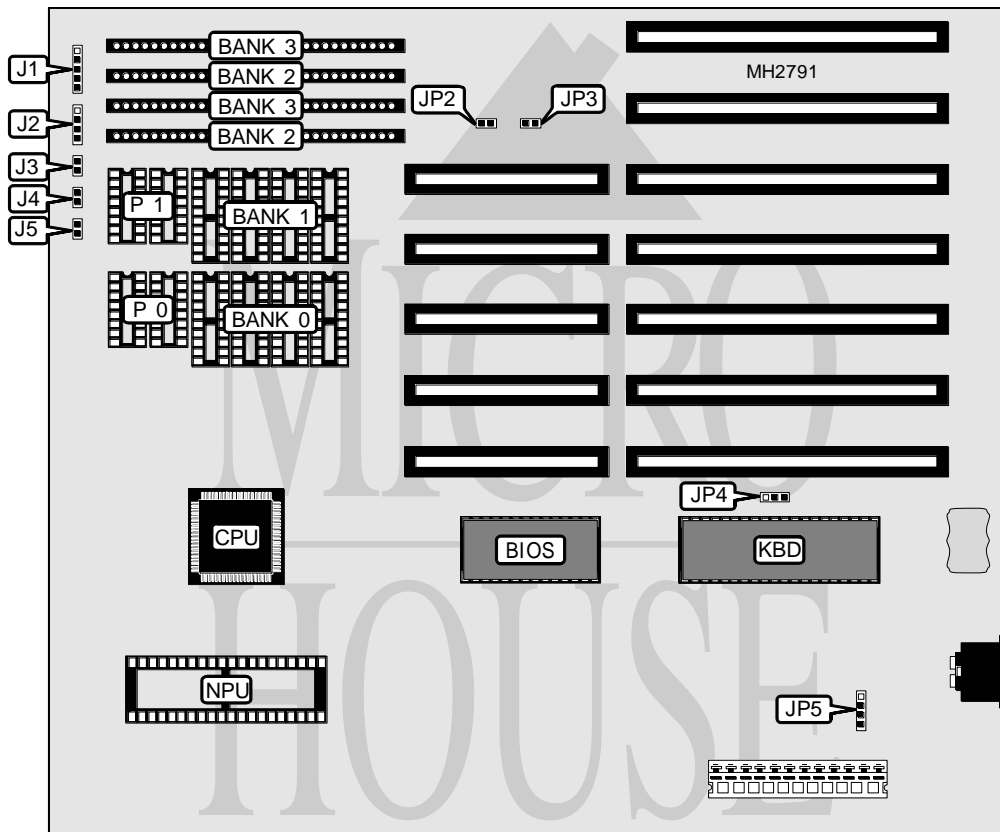 BANK 3
MH2791
J1
BANK 2
JP2
JP3
BANK 3
J2
BANK 2
J3
J4
P 1
BANK 1
J5
P 0
BANK 0
MICRO
JP4
CPU
BIOS
KBD
HOUSE
NPU
JP5